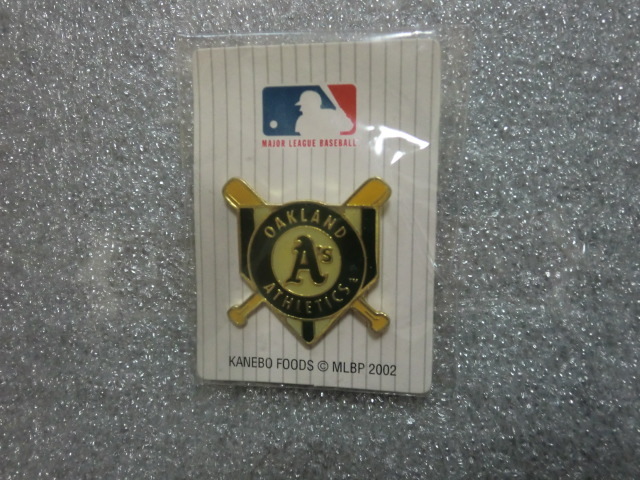 MAJOR LEAGUE BASEBALL
OAKLAND
A's
ATHLETICS
KANEBO FOODS © MLBP 2002